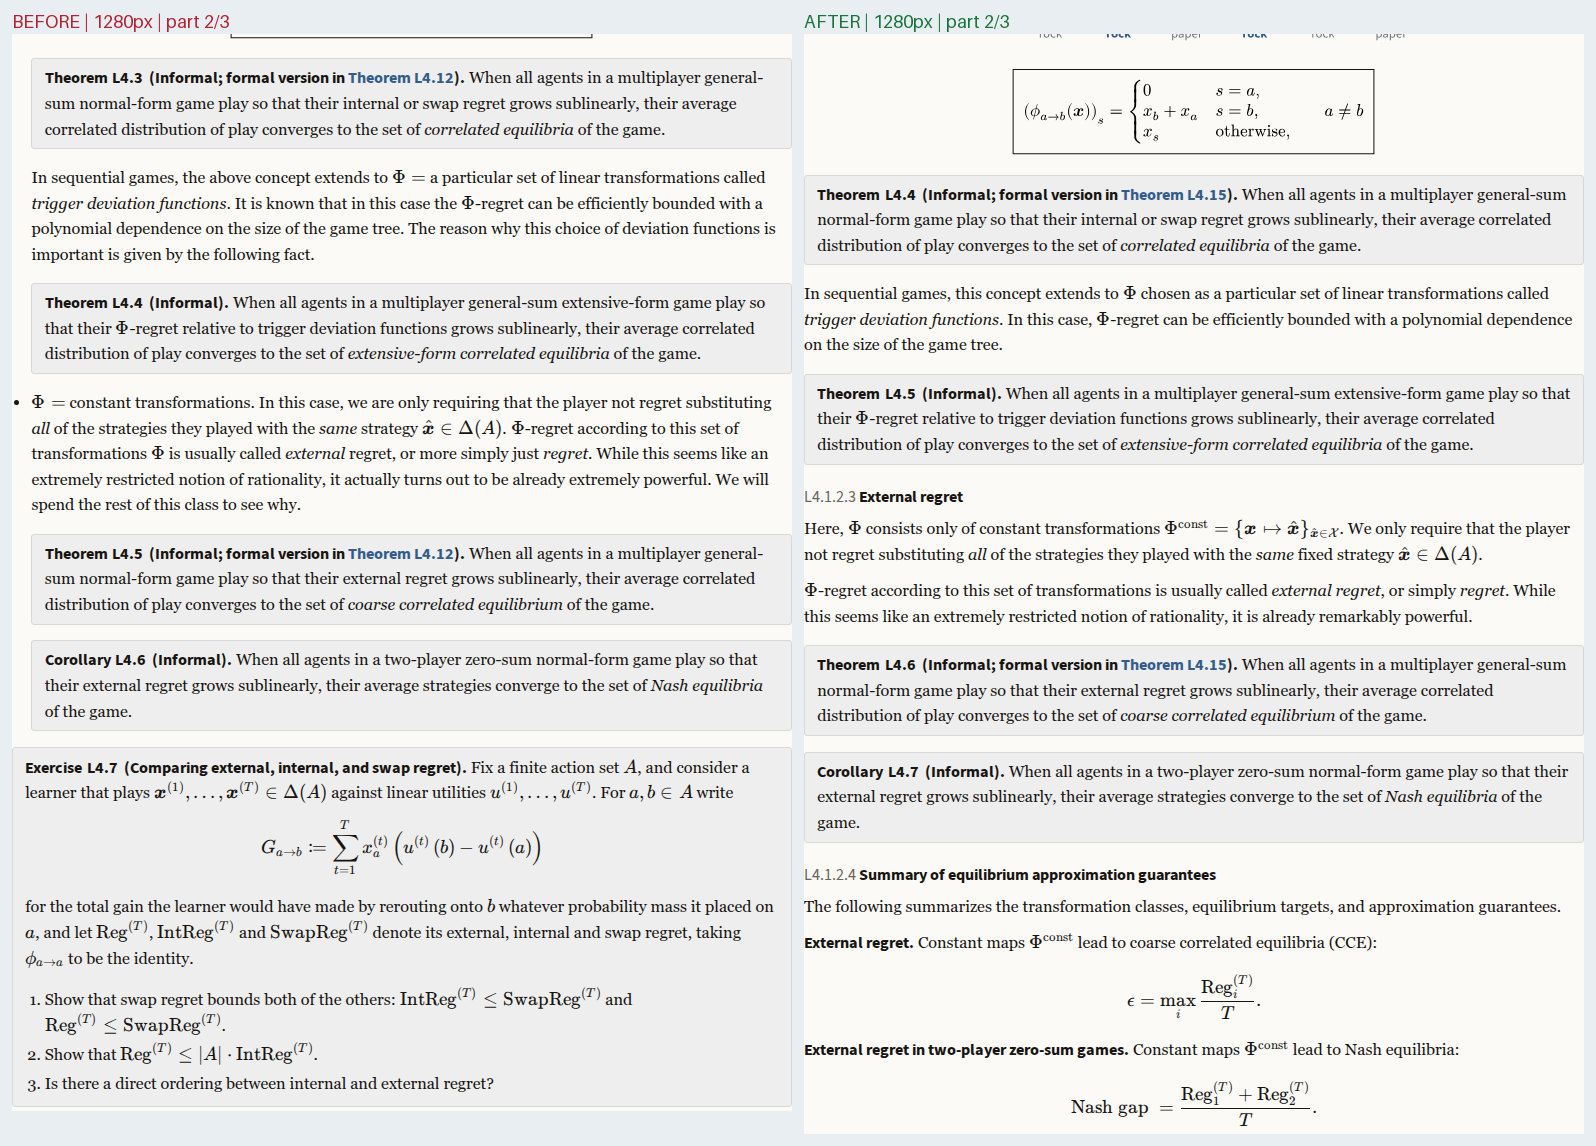 BEFORE | 1280px | part 2/3
Theorem L4.3 (Informal; formal version in Theorem L4.12). When all agents in a multiplayer general-
sum normal-form game play so that their internal or swap regret grows sublinearly, their average
correlated distribution of play converges to the set of correlated equilibria of the game.
In sequential games, the above concept extends to Φ = a particular set of linear transformations called
trigger deviation functions. It is known that in this case the Φ-regret can be efficiently bounded with a
polynomial dependence on the size of the game tree. The reason why this choice of deviation functions is
important is given by the following fact.
Theorem L4.4 (Informal). When all agents in a multiplayer general-sum extensive-form game play so
that their Φ-regret relative to trigger deviation functions grows sublinearly, their average correlated
distribution of play converges to the set of extensive-form correlated equilibria of the game.
• Φ = constant transformations. In this case, we are only requiring that the player not regret substituting
all of the strategies they played with the same strategy x̂ ∈ Δ(A). Φ-regret according to this set of
transformations Φ is usually called external regret, or more simply just regret. While this seems like an
extremely restricted notion of rationality, it actually turns out to be already extremely powerful. We will
spend the rest of this class to see why.
Theorem L4.5 (Informal; formal version in Theorem L4.12). When all agents in a multiplayer general-
sum normal-form game play so that their external regret grows sublinearly, their average correlated
distribution of play converges to the set of coarse correlated equilibrium of the game.
Corollary L4.6 (Informal). When all agents in a two-player zero-sum normal-form game play so that
their external regret grows sublinearly, their average strategies converge to the set of Nash equilibria
of the game.
Exercise L4.7 (Comparing external, internal, and swap regret). Fix a finite action set A, and consider a
learner that plays x^(1), . . . , x^(T) ∈ Δ(A) against linear utilities u^(1), . . . , u^(T). For a, b ∈ A write
G_{a→b} := ∑_{t=1}^{T} x_a^(t) (u^(t)(b) − u^(t)(a))
for the total gain the learner would have made by rerouting onto b whatever probability mass it placed on
a, and let Reg^(T), IntReg^(T) and SwapReg^(T) denote its external, internal and swap regret, taking
ϕ_{a→a} to be the identity.
1. Show that swap regret bounds both of the others: IntReg^(T) ≤ SwapReg^(T) and
Reg^(T) ≤ SwapReg^(T).
2. Show that Reg^(T) ≤ |A| · IntReg^(T).
3. Is there a direct ordering between internal and external regret?
AFTER | 1280px | part 2/3
rock rock paper rock rock paper
(ϕ_{a→b}(x))_s = { 0 s = a,
x_b + x_a s = b, a ≠ b
x_s otherwise,
Theorem L4.4 (Informal; formal version in Theorem L4.15). When all agents in a multiplayer general-sum
normal-form game play so that their internal or swap regret grows sublinearly, their average correlated
distribution of play converges to the set of correlated equilibria of the game.
In sequential games, this concept extends to Φ chosen as a particular set of linear transformations called
trigger deviation functions. In this case, Φ-regret can be efficiently bounded with a polynomial dependence
on the size of the game tree.
Theorem L4.5 (Informal). When all agents in a multiplayer general-sum extensive-form game play so that
their Φ-regret relative to trigger deviation functions grows sublinearly, their average correlated
distribution of play converges to the set of extensive-form correlated equilibria of the game.
L4.1.2.3 External regret
Here, Φ consists only of constant transformations Φ^const = {x ↦ x̂}_{x̂∈𝒳}. We only require that the player
not regret substituting all of the strategies they played with the same fixed strategy x̂ ∈ Δ(A).
Φ-regret according to this set of transformations is usually called external regret, or simply regret. While
this seems like an extremely restricted notion of rationality, it is already remarkably powerful.
Theorem L4.6 (Informal; formal version in Theorem L4.15). When all agents in a multiplayer general-sum
normal-form game play so that their external regret grows sublinearly, their average correlated
distribution of play converges to the set of coarse correlated equilibrium of the game.
Corollary L4.7 (Informal). When all agents in a two-player zero-sum normal-form game play so that their
external regret grows sublinearly, their average strategies converge to the set of Nash equilibria of the
game.
L4.1.2.4 Summary of equilibrium approximation guarantees
The following summarizes the transformation classes, equilibrium targets, and approximation guarantees.
External regret. Constant maps Φ^const lead to coarse correlated equilibria (CCE):
ϵ = max_i Reg_i^(T) / T.
External regret in two-player zero-sum games. Constant maps Φ^const lead to Nash equilibria:
Nash gap = (Reg_1^(T) + Reg_2^(T)) / T.